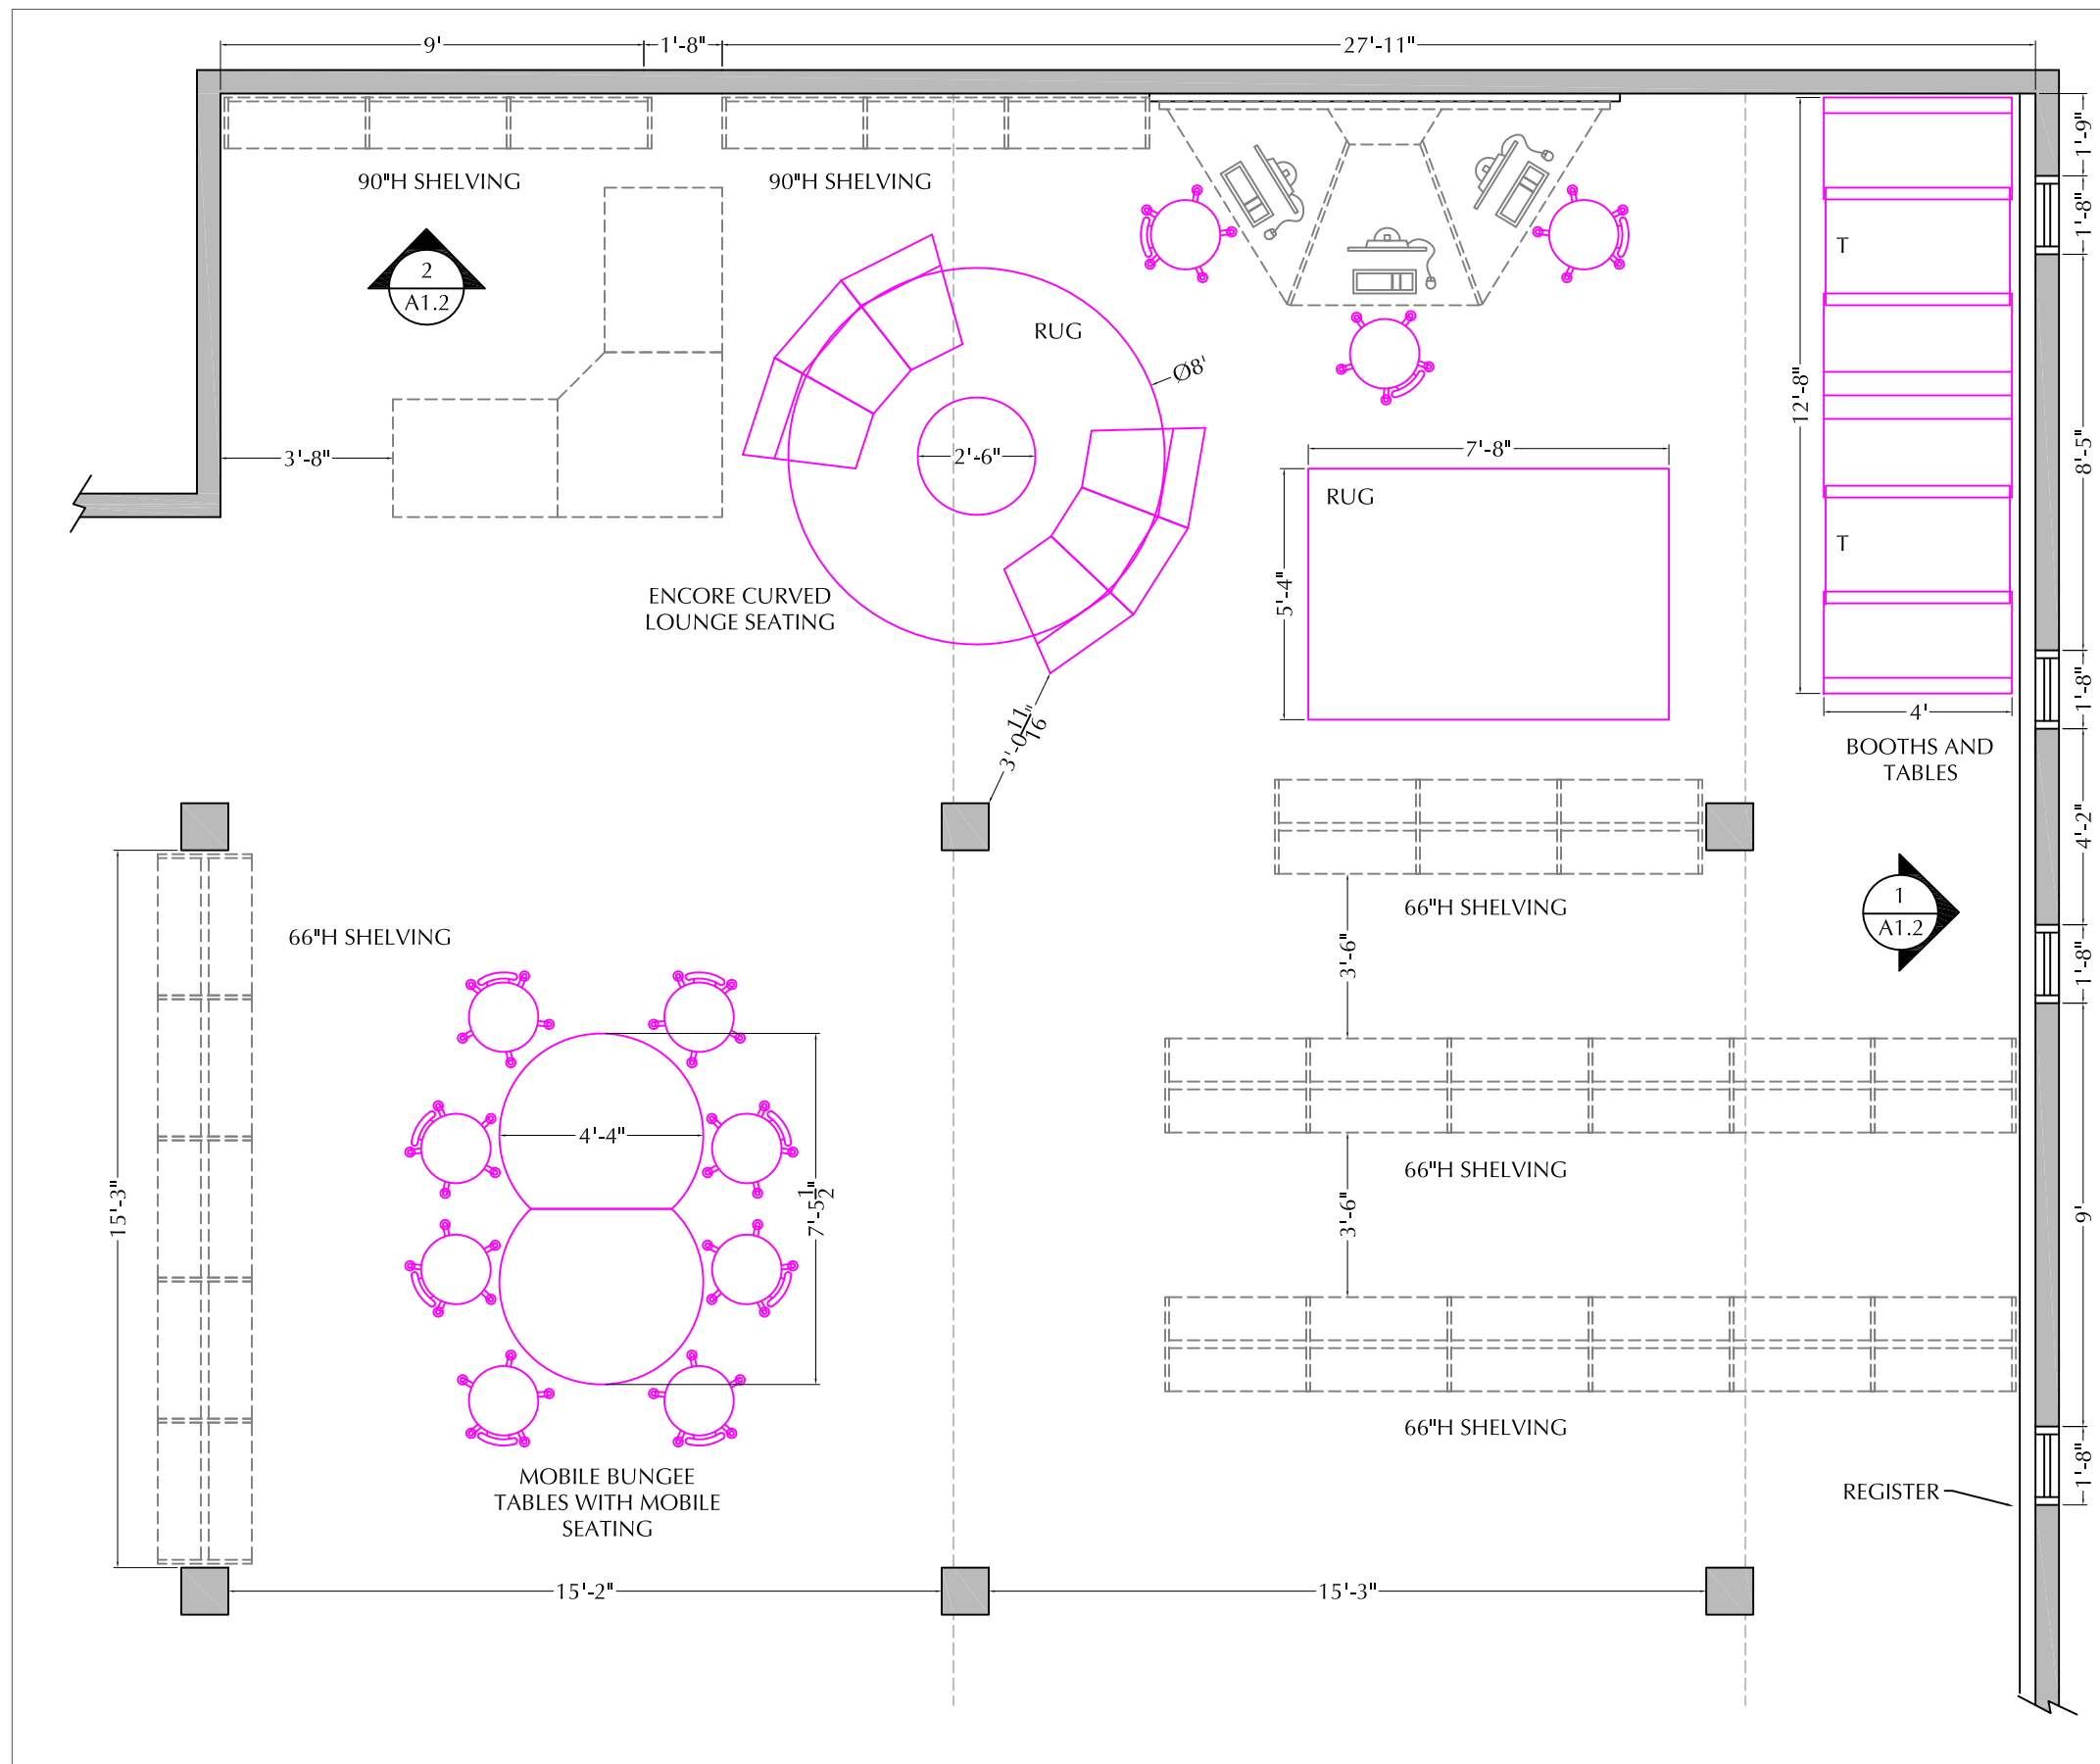 9'
1'-8"
27'-11"
1'-9"
90"H SHELVING
90"H SHELVING
1'-8"
T
2
A1.2
RUG
Ø8'
12'-8"
8'-5"
3'-8"
2'-6"
7'-8"
RUG
5'-4"
T
ENCORE CURVED
LOUNGE SEATING
1'-8"
4'
3'-0 11/16"
BOOTHS AND
TABLES
4'-2"
66"H SHELVING
1
A1.2
66"H SHELVING
3'-6"
1'-8"
4'-4"
66"H SHELVING
15'-3"
7'-5 1/2"
3'-6"
9'
66"H SHELVING
MOBILE BUNGEE
TABLES WITH MOBILE
SEATING
1'-8"
REGISTER
15'-2"
15'-3"